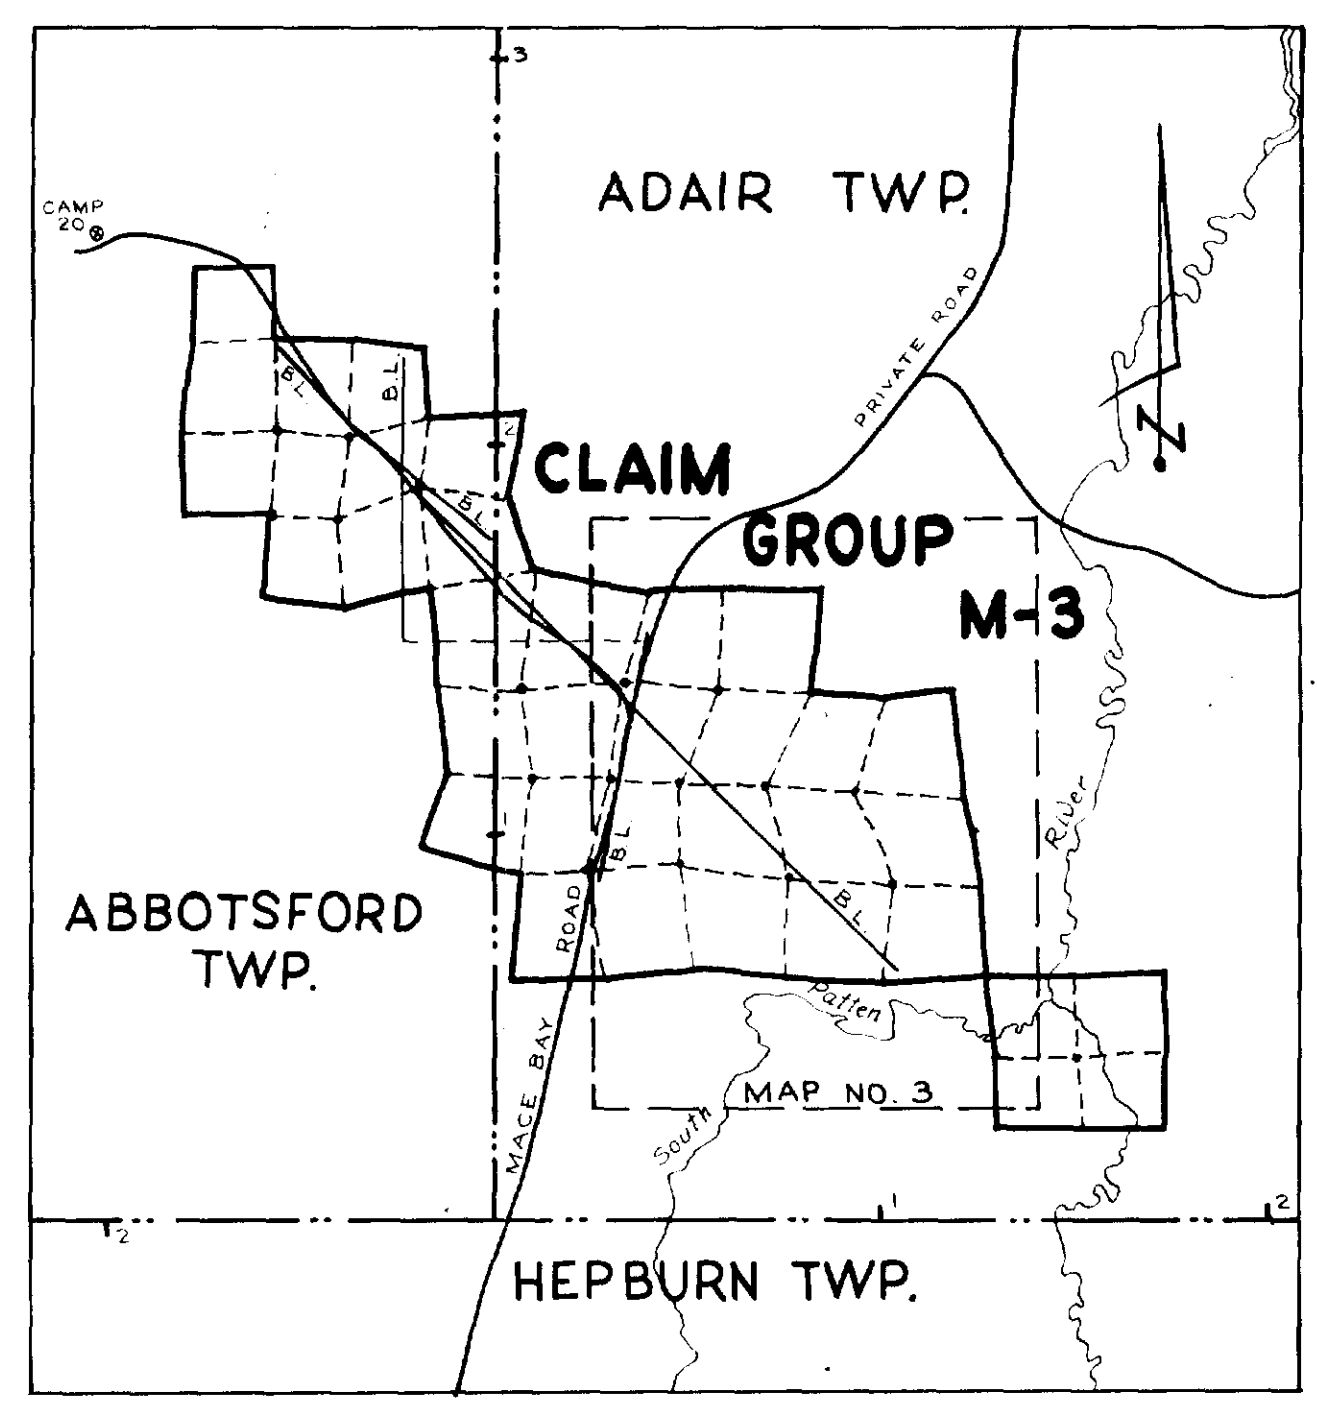 3
ADAIR TWP.
CAMP
20
PRIVATE ROAD
B.L.
B.L.
2
CLAIM
B.L.
GROUP
M-3
N
River
1
B.L.
B.L.
ABBOTSFORD
TWP.
ROAD
Patten
MACE BAY
MAP NO. 3
South
1
2
2
HEPBURN TWP.